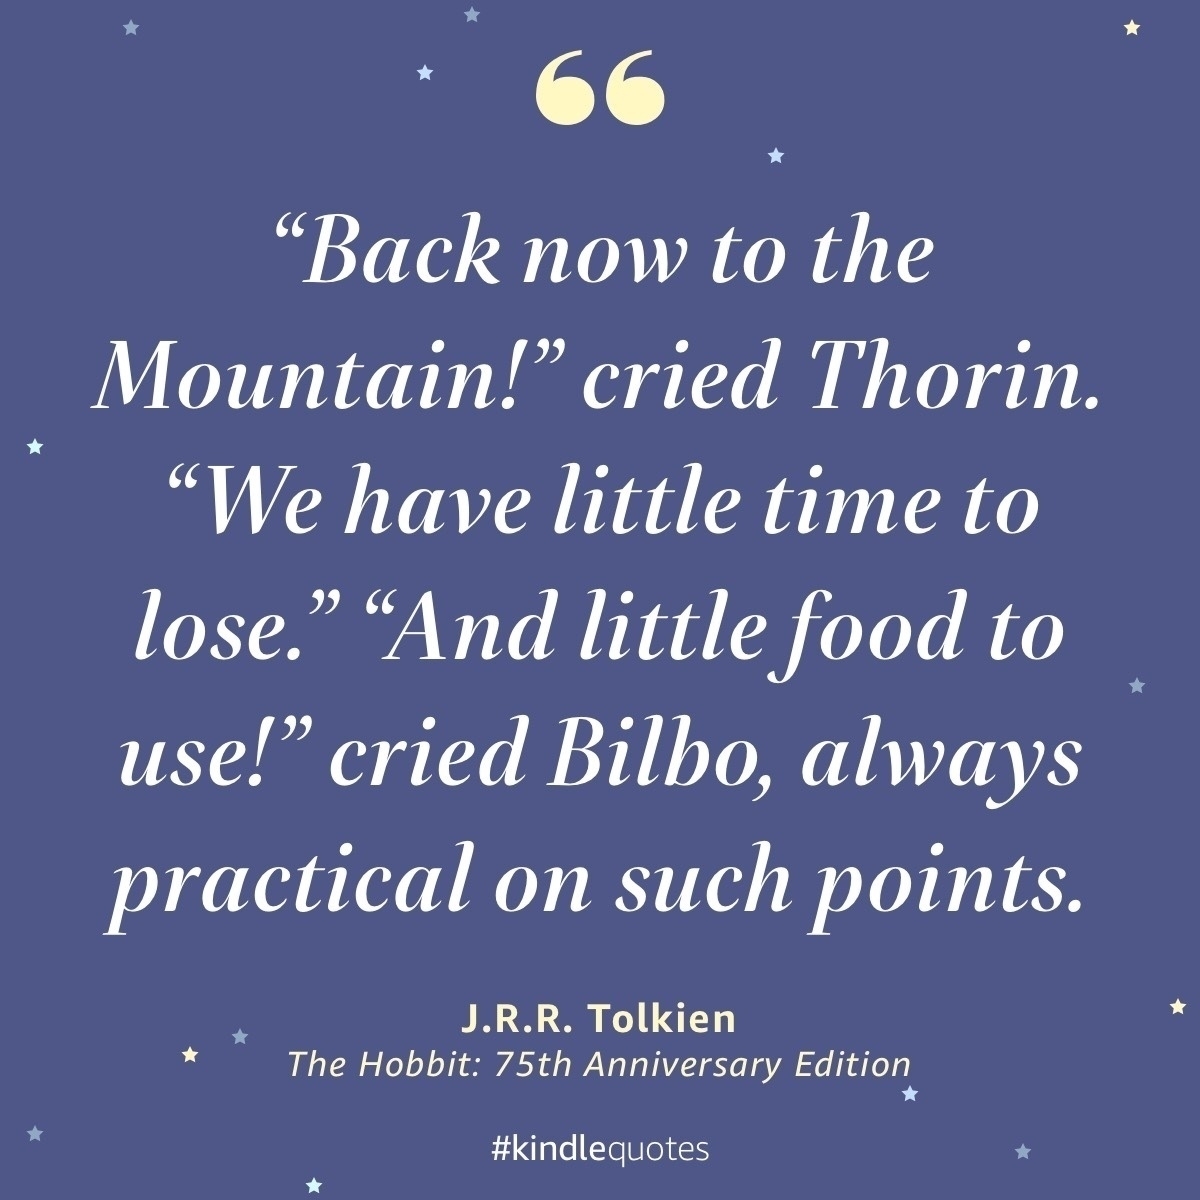 “
“Back now to the
Mountain!” cried Thorin.
“We have little time to
lose.” “And little food to
use!” cried Bilbo, always
practical on such points.
J.R.R. Tolkien
The Hobbit: 75th Anniversary Edition
#kindlequotes